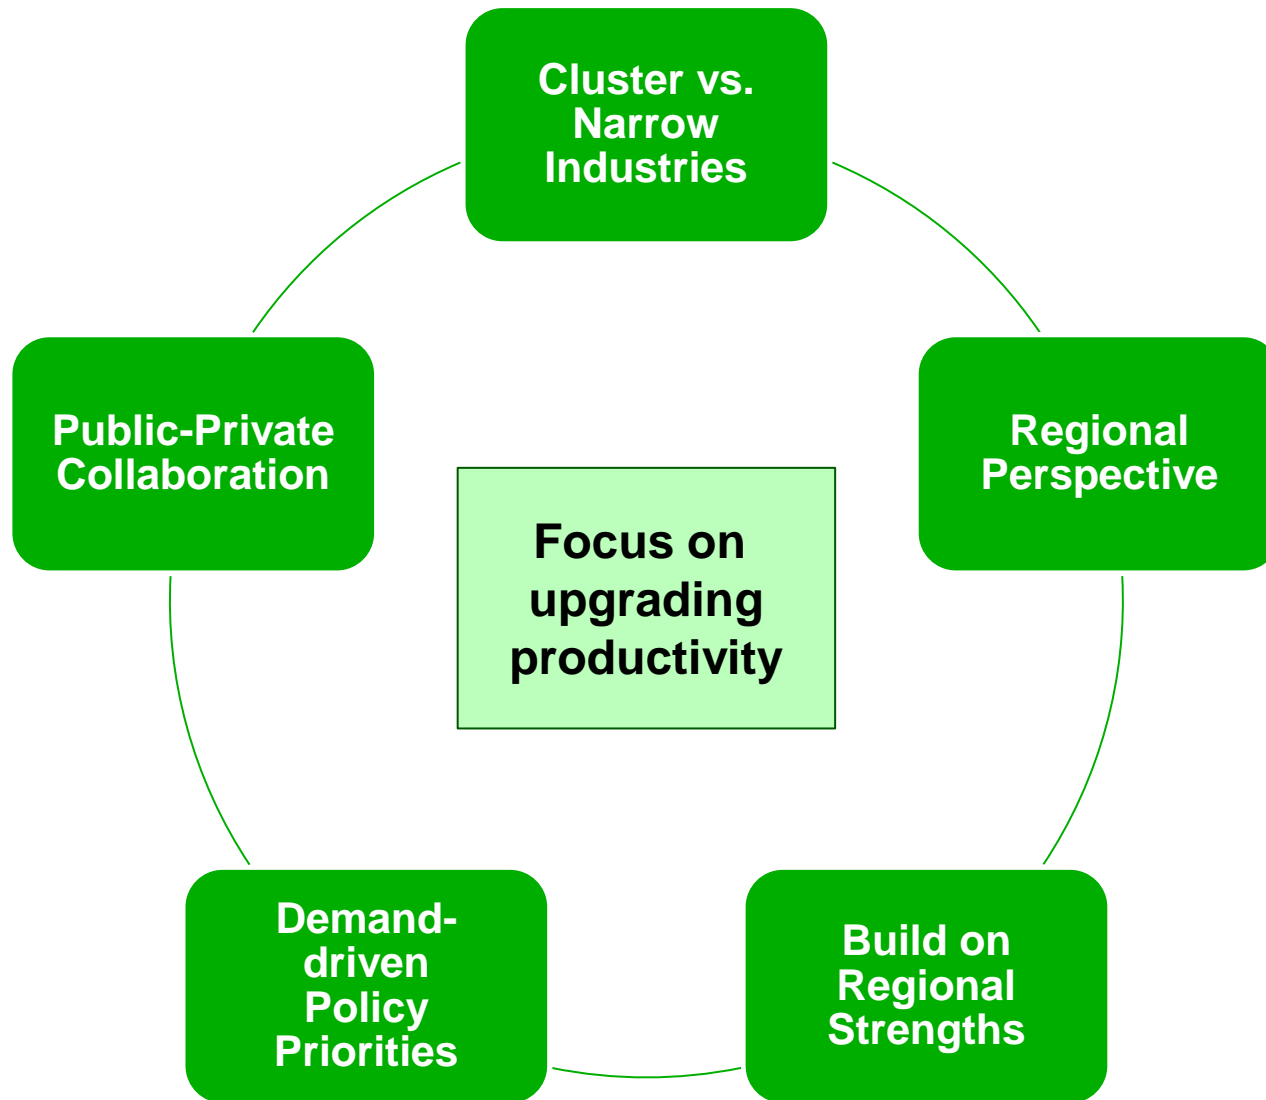 Cluster vs.
Narrow
Industries
Public-Private
Collaboration
Regional
Perspective
Focus on
upgrading
productivity
Demand-
driven
Policy
Priorities
Build on
Regional
Strengths